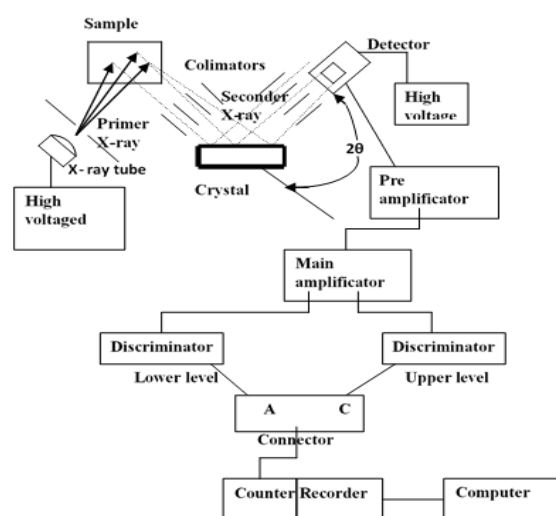 Sample
Detector
Colimators
Seconder
X-ray
High
voltage
Primer
X-ray
2θ
X- ray tube
Crystal
High
voltaged
Pre
amplificator
Main
amplificator
Discriminator
Discriminator
Lower level
Upper level
A C
Connector
Counter Recorder
Computer